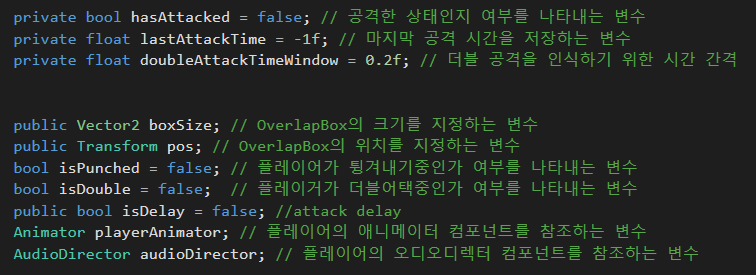 private bool hasAttacked = false; // 공격한 상태인지 여부를 나타내는 변수
private float lastAttackTime = -1f; // 마지막 공격 시간을 저장하는 변수
private float doubleAttackTimeWindow = 0.2f; // 더블 공격을 인식하기 위한 시간 간격
public Vector2 boxSize; // OverlapBox의 크기를 지정하는 변수
public Transform pos; // OverlapBox의 위치를 지정하는 변수
bool isPunched = false; // 플레이어가 튕겨내기중인가 여부를 나타내는 변수
bool isDouble = false;  // 플레이거가 더블어택중인가 여부를 나타내는 변수
public bool isDelay = false; //attack delay
Animator playerAnimator; // 플레이어의 애니메이터 컴포넌트를 참조하는 변수
AudioDirector audioDirector; // 플레이어의 오디오디렉터 컴포넌트를 참조하는 변수